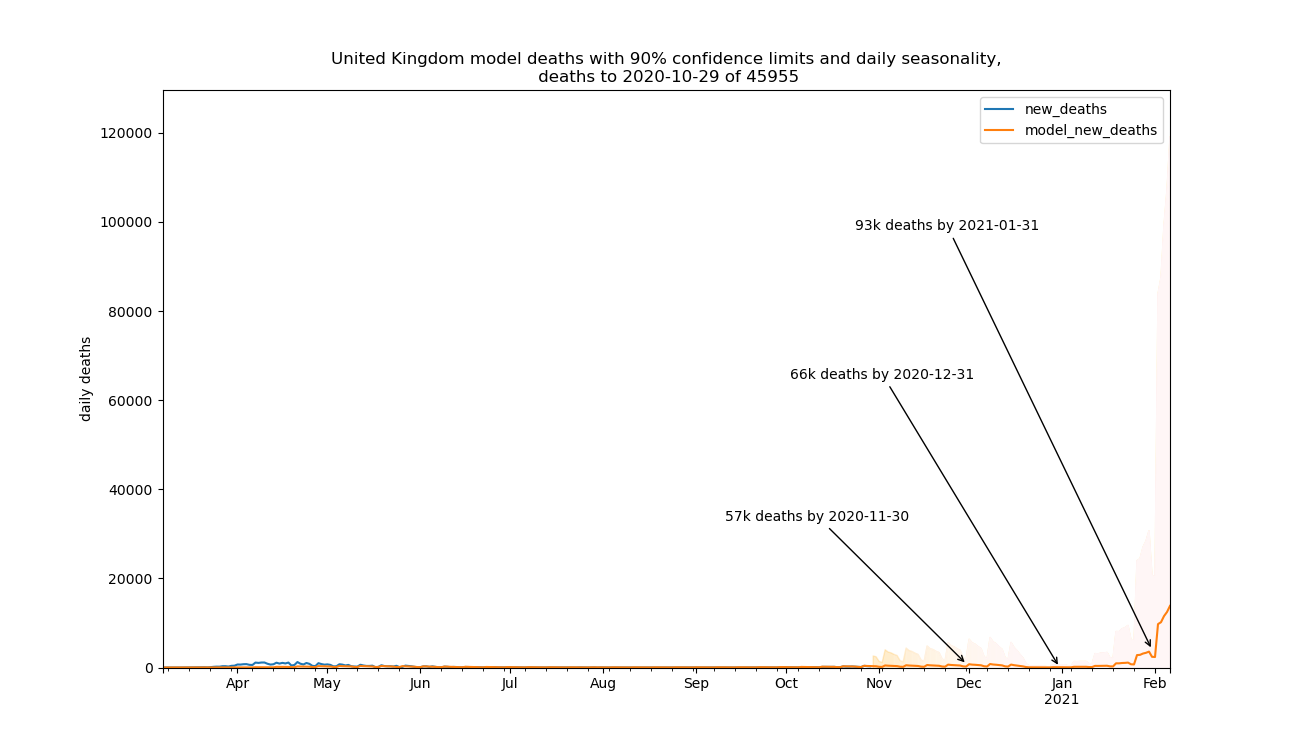 United Kingdom model deaths with 90% confidence limits and daily seasonality,
deaths to 2020-10-29 of 45955
new_deaths
model_new_deaths
120000
100000
80000
60000
40000
20000
0
daily deaths
93k deaths by 2021-01-31
66k deaths by 2020-12-31
57k deaths by 2020-11-30
Apr May Jun Jul Aug Sep Oct Nov Dec Jan Feb
2021